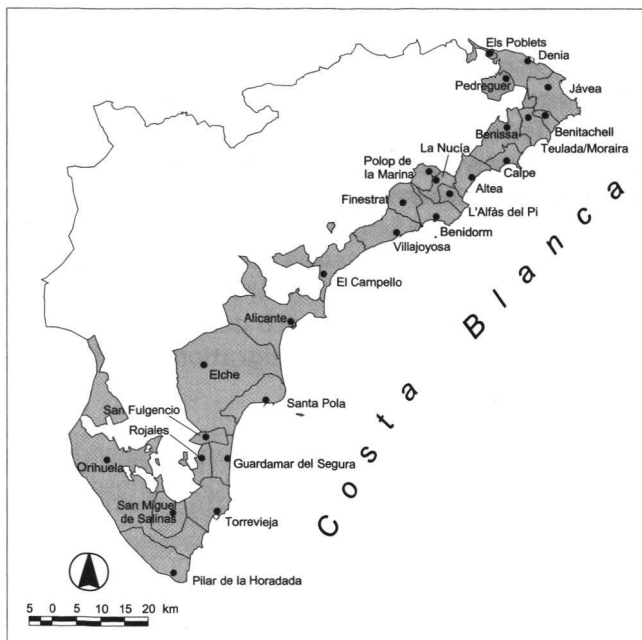 Els Poblets
Denia
Pedreguer
Jávea
Benissa
Benitachell
Teulada/Moraira
La Nucía
Calpe
Polop de
la Marina
Altea
Finestrat
L'Alfàs del Pi
Benidorm
Villajoyosa
El Campello
Alicante
Elche
San Fulgencio
Santa Pola
Rojales
Orihuela
Guardamar del Segura
San Miguel
de Salinas
Torrevieja
Pilar de la Horadada
Costa Blanca
5 0 5 10 15 20 km